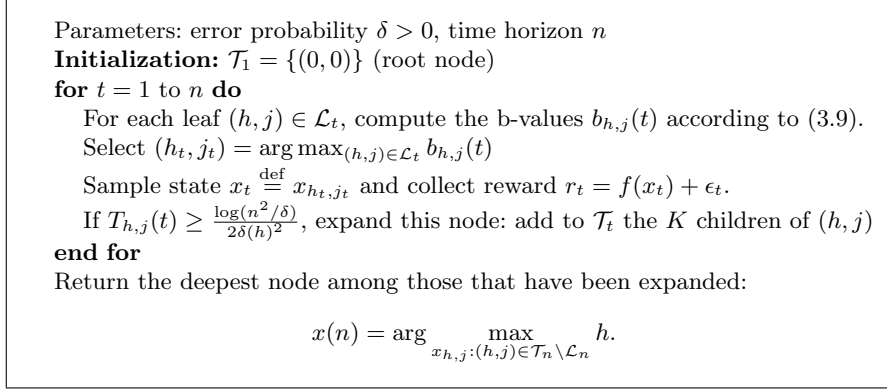 Parameters: error probability δ > 0, time horizon n
Initialization: 𝒯₁ = {(0, 0)} (root node)
for t = 1 to n do
For each leaf (h, j) ∈ ℒₜ, compute the b-values b_{h,j}(t) according to (3.9).
Select (hₜ, jₜ) = arg max_{(h,j)∈ℒₜ} b_{h,j}(t)
Sample state xₜ \overset{def}{=} x_{hₜ,jₜ} and collect reward rₜ = f(xₜ) + ϵₜ.
If T_{h,j}(t) ≥ \frac{log(n²/δ)}{2δ(h)²}, expand this node: add to 𝒯ₜ the K children of (h, j)
end for
Return the deepest node among those that have been expanded:
x(n) = arg max_{x_{h,j}:(h,j)∈𝒯ₙ\ℒₙ} h.